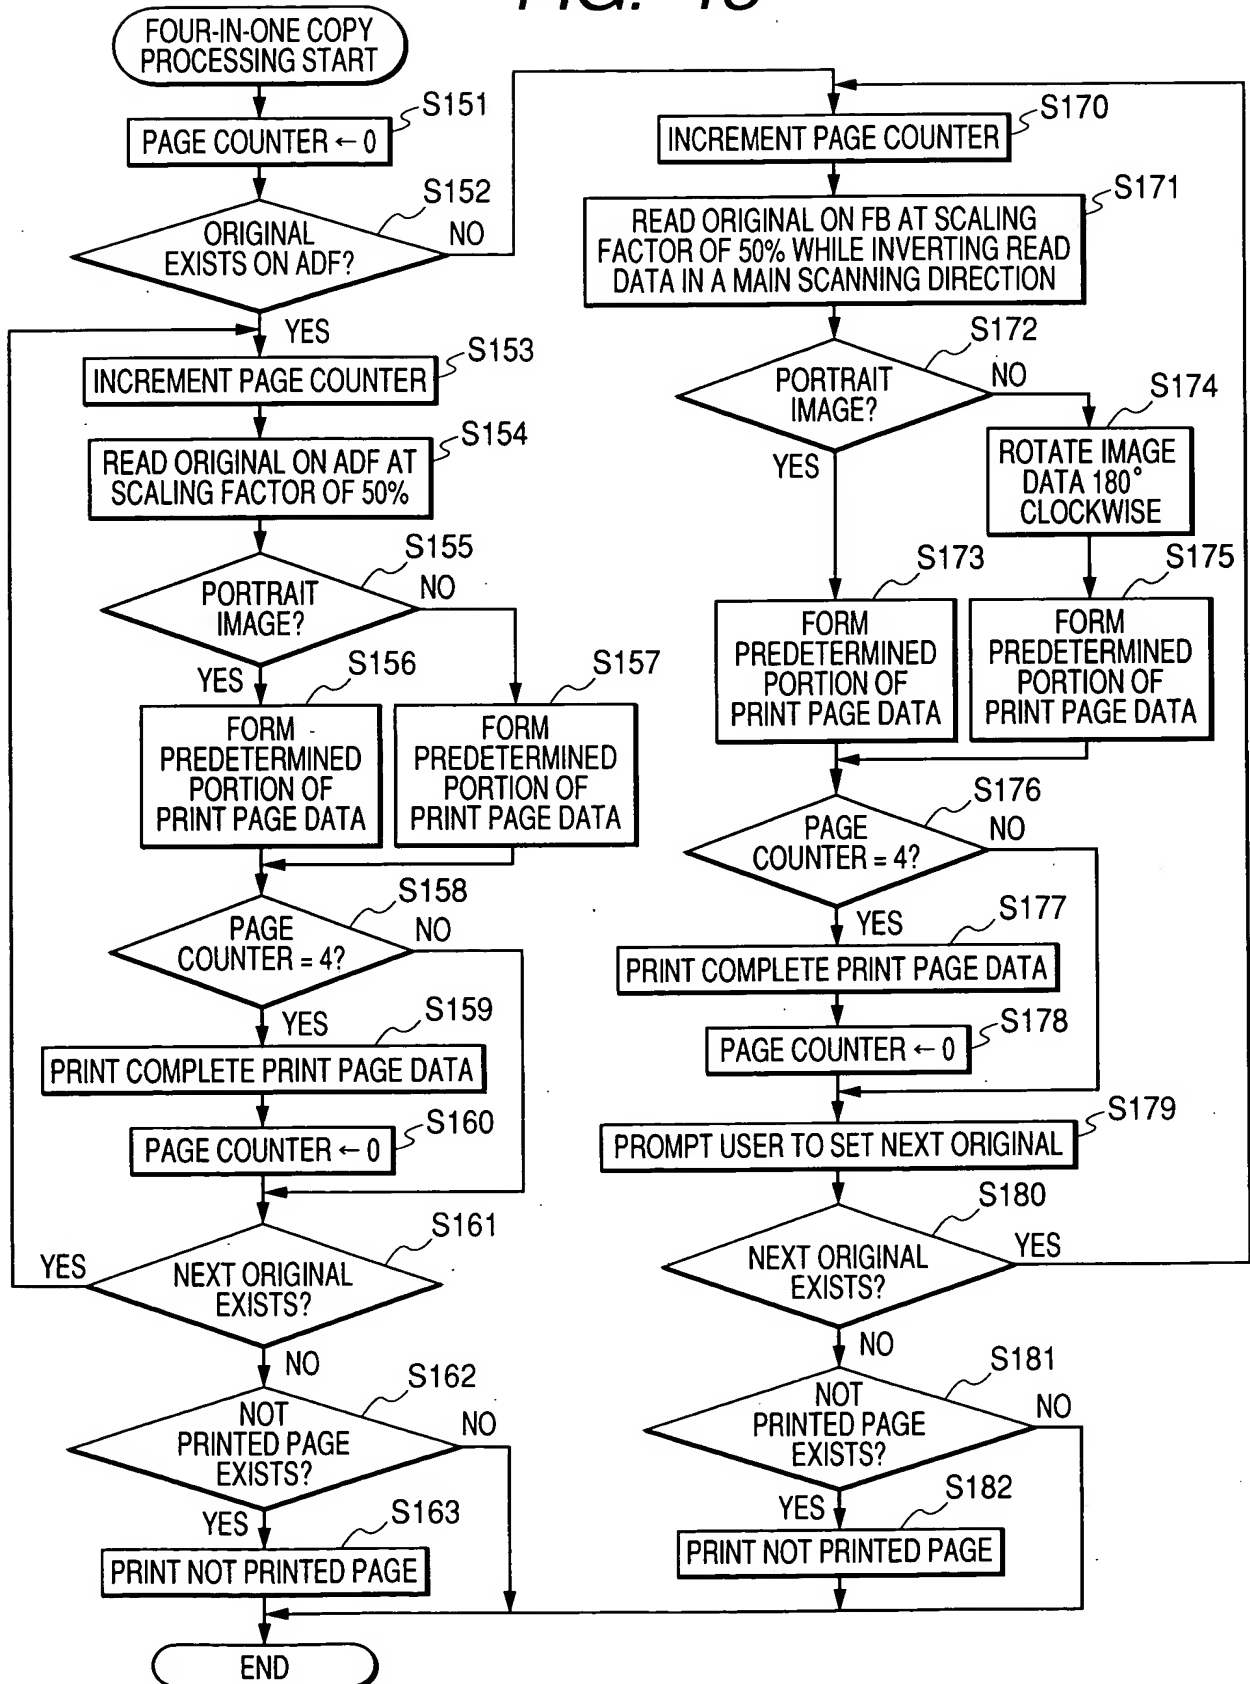 FOUR-IN-ONE COPY
PROCESSING START
S151
PAGE COUNTER ← 0
S152
ORIGINAL
EXISTS ON ADF?
NO
YES
S153
INCREMENT PAGE COUNTER
S154
READ ORIGINAL ON ADF AT
SCALING FACTOR OF 50%
S155
PORTRAIT
IMAGE?
NO
YES
S156
FORM
PREDETERMINED
PORTION OF
PRINT PAGE DATA
S157
FORM
PREDETERMINED
PORTION OF
PRINT PAGE DATA
S158
PAGE
COUNTER = 4?
NO
YES
S159
PRINT COMPLETE PRINT PAGE DATA
S160
PAGE COUNTER ← 0
S161
YES
NEXT ORIGINAL
EXISTS?
NO
S162
NOT
PRINTED PAGE
EXISTS?
NO
YES
S163
PRINT NOT PRINTED PAGE
END
S170
INCREMENT PAGE COUNTER
S171
READ ORIGINAL ON FB AT SCALING
FACTOR OF 50% WHILE INVERTING READ
DATA IN A MAIN SCANNING DIRECTION
S172
PORTRAIT
IMAGE?
NO
YES
S174
ROTATE IMAGE
DATA 180°
CLOCKWISE
S173
FORM
PREDETERMINED
PORTION OF
PRINT PAGE DATA
S175
FORM
PREDETERMINED
PORTION OF
PRINT PAGE DATA
S176
PAGE
COUNTER = 4?
NO
YES
S177
PRINT COMPLETE PRINT PAGE DATA
S178
PAGE COUNTER ← 0
S179
PROMPT USER TO SET NEXT ORIGINAL
S180
NEXT ORIGINAL
EXISTS?
YES
NO
S181
NOT
PRINTED PAGE
EXISTS?
NO
YES
S182
PRINT NOT PRINTED PAGE